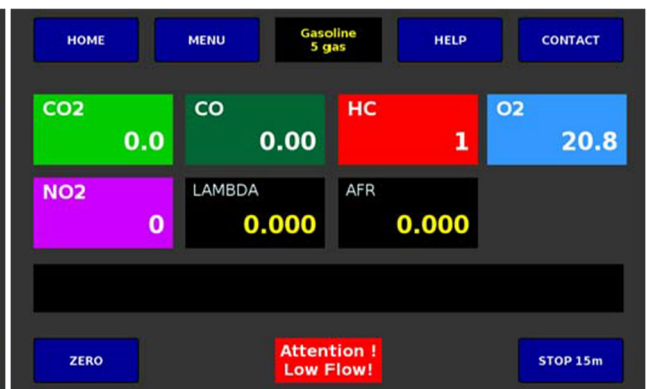 HOME
MENU
Gasoline
5 gas
HELP
CONTACT
CO2
0.0
CO
0.00
HC
1
O2
20.8
NO2
0
LAMBDA
0.000
AFR
0.000
ZERO
Attention !
Low Flow!
STOP 15m